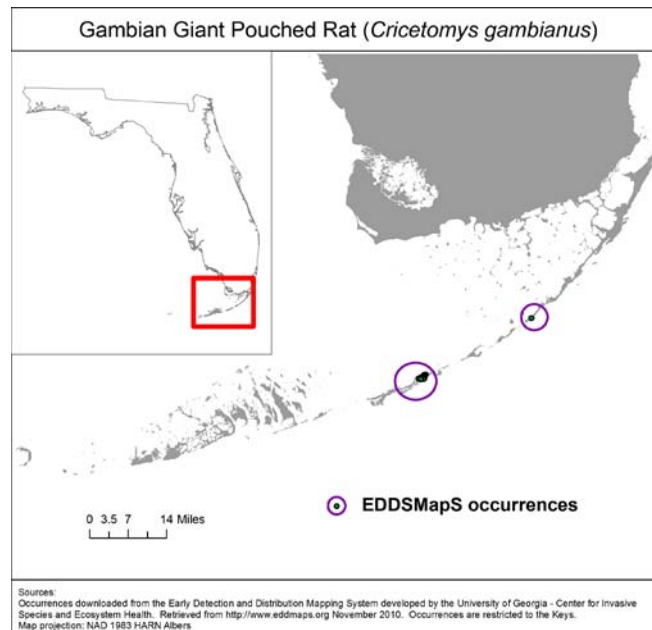 Gambian Giant Pouched Rat (Cricetomys gambianus)
EDDSMapS occurrences
0 3.5 7 14 Miles
Sources:
Occurrences downloaded from the Early Detection and Distribution Mapping System developed by the University of Georgia - Center for Invasive
Species and Ecosystem Health. Retrieved from http://www.eddmaps.org November 2010. Occurrences are restricted to the Keys.
Map projection: NAD 1983 HARN Albers